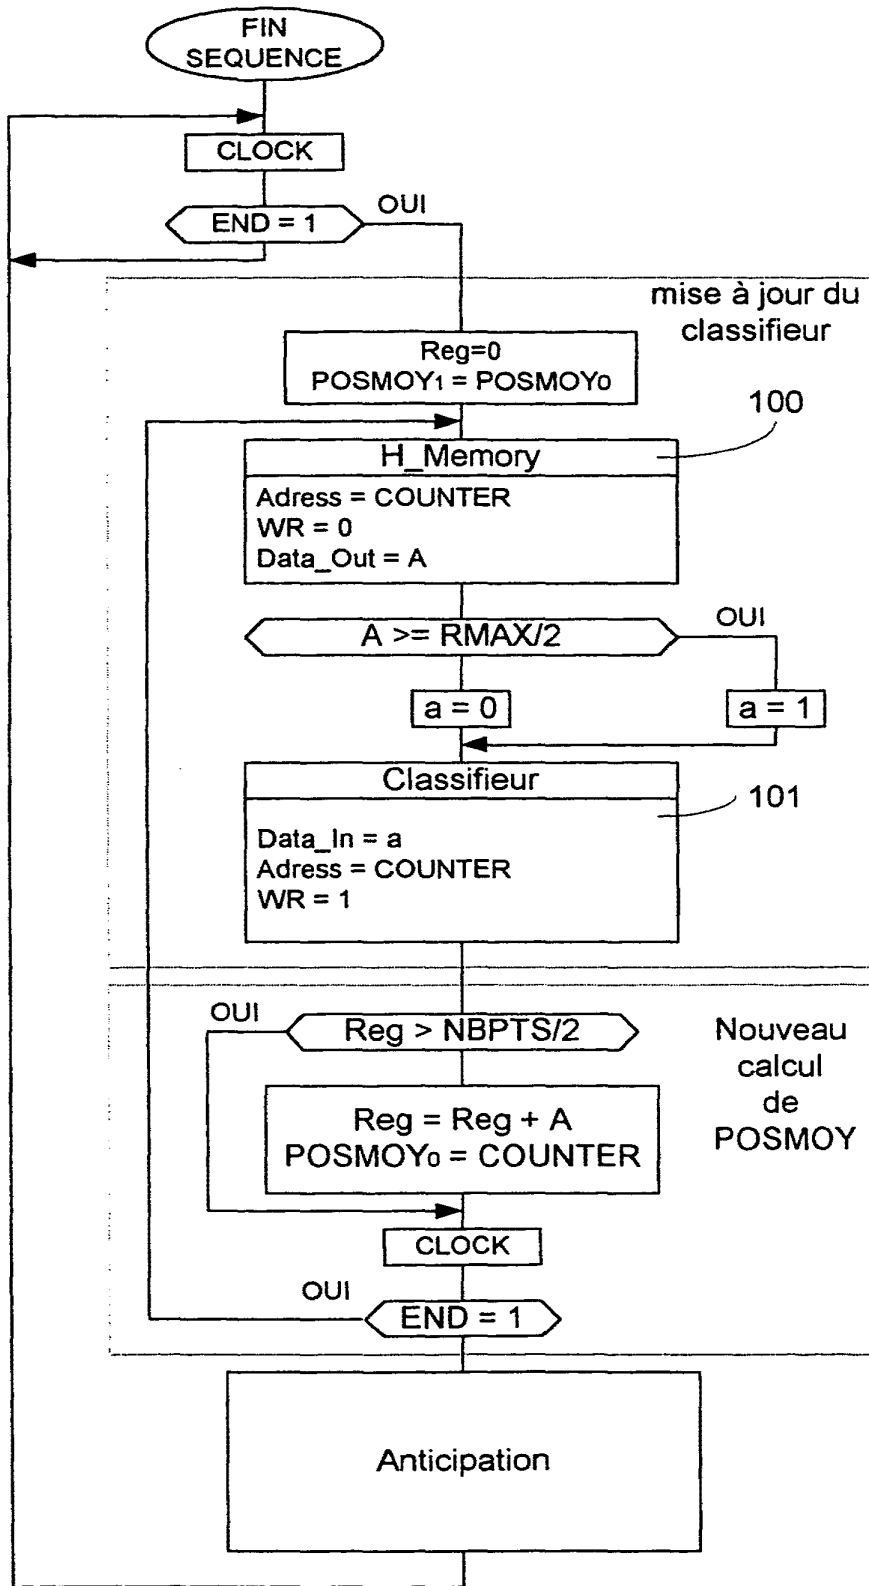 FIN
SEQUENCE
CLOCK
END = 1
OUI
mise à jour du
classifieur
Reg=0
POSMOY1 = POSMOY0
100
H_Memory
Adress = COUNTER
WR = 0
Data_Out = A
A >= RMAX/2
OUI
a = 0
a = 1
Classifieur
101
Data_In = a
Adress = COUNTER
WR = 1
OUI
Reg > NBPTS/2
Nouveau
calcul
de
POSMOY
Reg = Reg + A
POSMOY0 = COUNTER
CLOCK
OUI
END = 1
Anticipation